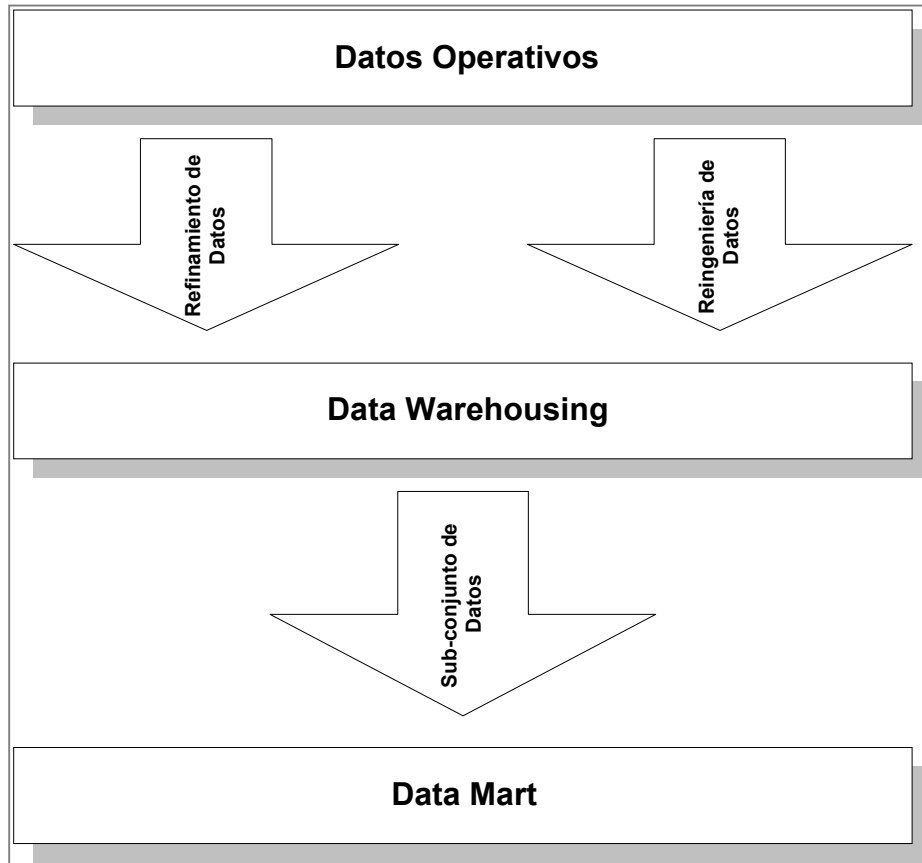 Datos Operativos
Refinamiento de
Datos
Reingeniería de
Datos
Data Warehousing
Sub-conjunto de
Datos
Data Mart